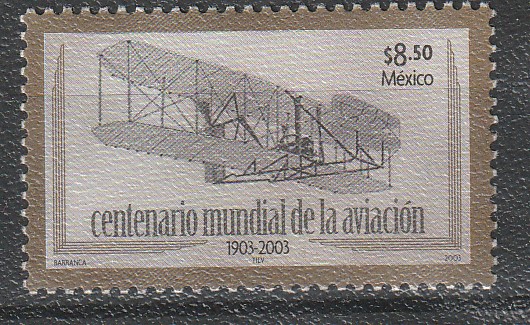 $8.50
México
centenario mundial de la aviación
1903-2003
BARRANCA TIEV 2003